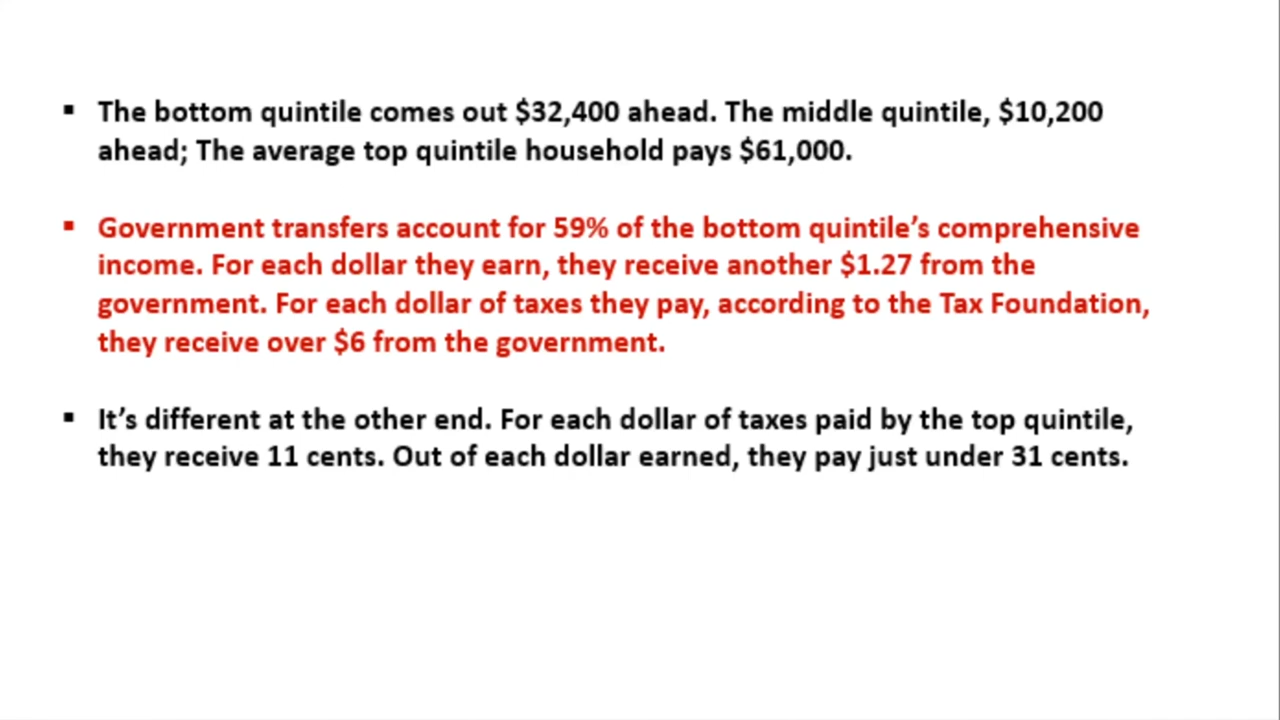 ▪ The bottom quintile comes out $32,400 ahead. The middle quintile, $10,200
ahead; The average top quintile household pays $61,000.
▪ Government transfers account for 59% of the bottom quintile’s comprehensive
income. For each dollar they earn, they receive another $1.27 from the
government. For each dollar of taxes they pay, according to the Tax Foundation,
they receive over $6 from the government.
▪ It’s different at the other end. For each dollar of taxes paid by the top quintile,
they receive 11 cents. Out of each dollar earned, they pay just under 31 cents.